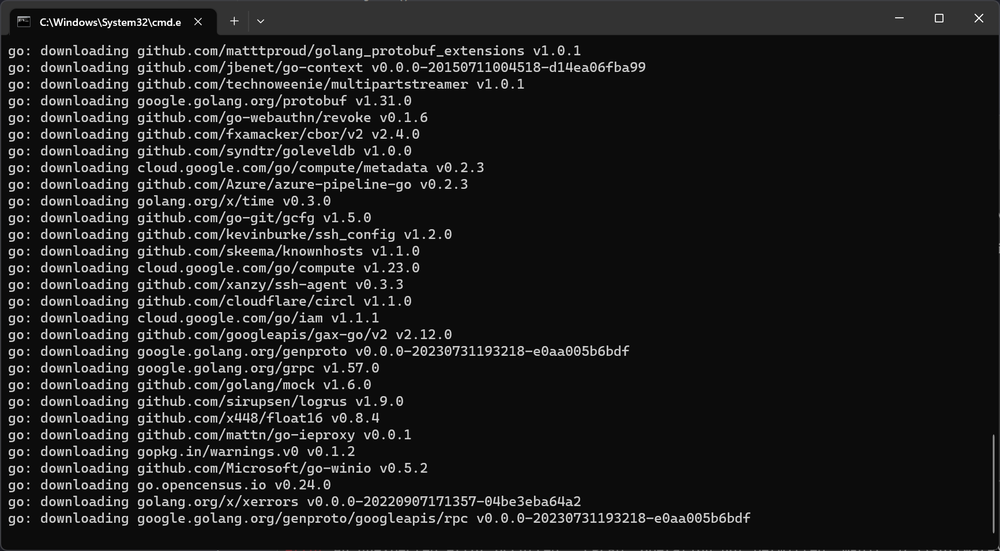 C:\Windows\System32\cmd.e
go: downloading github.com/matttproud/golang_protobuf_extensions v1.0.1
go: downloading github.com/jbenet/go-context v0.0.0-20150711004518-d14ea06fba99
go: downloading github.com/technoweenie/multipartstreamer v1.0.1
go: downloading google.golang.org/protobuf v1.31.0
go: downloading github.com/go-webauthn/revoke v0.1.6
go: downloading github.com/fxamacker/cbor/v2 v2.4.0
go: downloading github.com/syndtr/goleveldb v1.0.0
go: downloading cloud.google.com/go/compute/metadata v0.2.3
go: downloading github.com/Azure/azure-pipeline-go v0.2.3
go: downloading golang.org/x/time v0.3.0
go: downloading github.com/go-git/gcfg v1.5.0
go: downloading github.com/kevinburke/ssh_config v1.2.0
go: downloading github.com/skeema/knownhosts v1.1.0
go: downloading cloud.google.com/go/compute v1.23.0
go: downloading github.com/xanzy/ssh-agent v0.3.3
go: downloading github.com/cloudflare/circl v1.1.0
go: downloading cloud.google.com/go/iam v1.1.1
go: downloading github.com/googleapis/gax-go/v2 v2.12.0
go: downloading google.golang.org/genproto v0.0.0-20230731193218-e0aa005b6bdf
go: downloading google.golang.org/grpc v1.57.0
go: downloading github.com/golang/mock v1.6.0
go: downloading github.com/sirupsen/logrus v1.9.0
go: downloading github.com/x448/float16 v0.8.4
go: downloading github.com/mattn/go-ieproxy v0.0.1
go: downloading gopkg.in/warnings.v0 v0.1.2
go: downloading github.com/Microsoft/go-winio v0.5.2
go: downloading go.opencensus.io v0.24.0
go: downloading golang.org/x/xerrors v0.0.0-20220907171357-04be3eba64a2
go: downloading google.golang.org/genproto/googleapis/rpc v0.0.0-20230731193218-e0aa005b6bdf